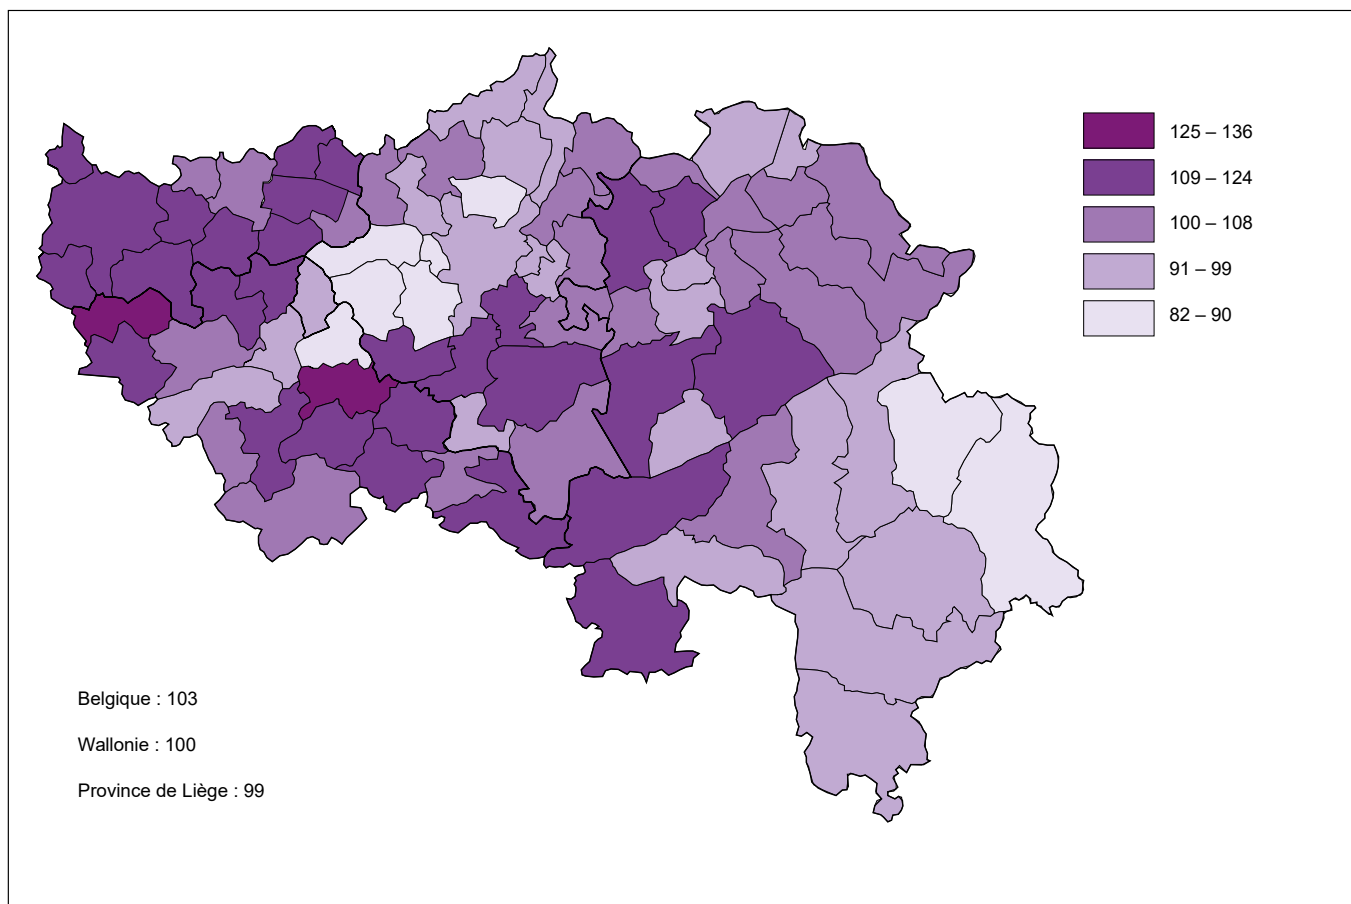 125 – 136
109 – 124
100 – 108
91 – 99
82 – 90
Belgique : 103
Wallonie : 100
Province de Liège : 99